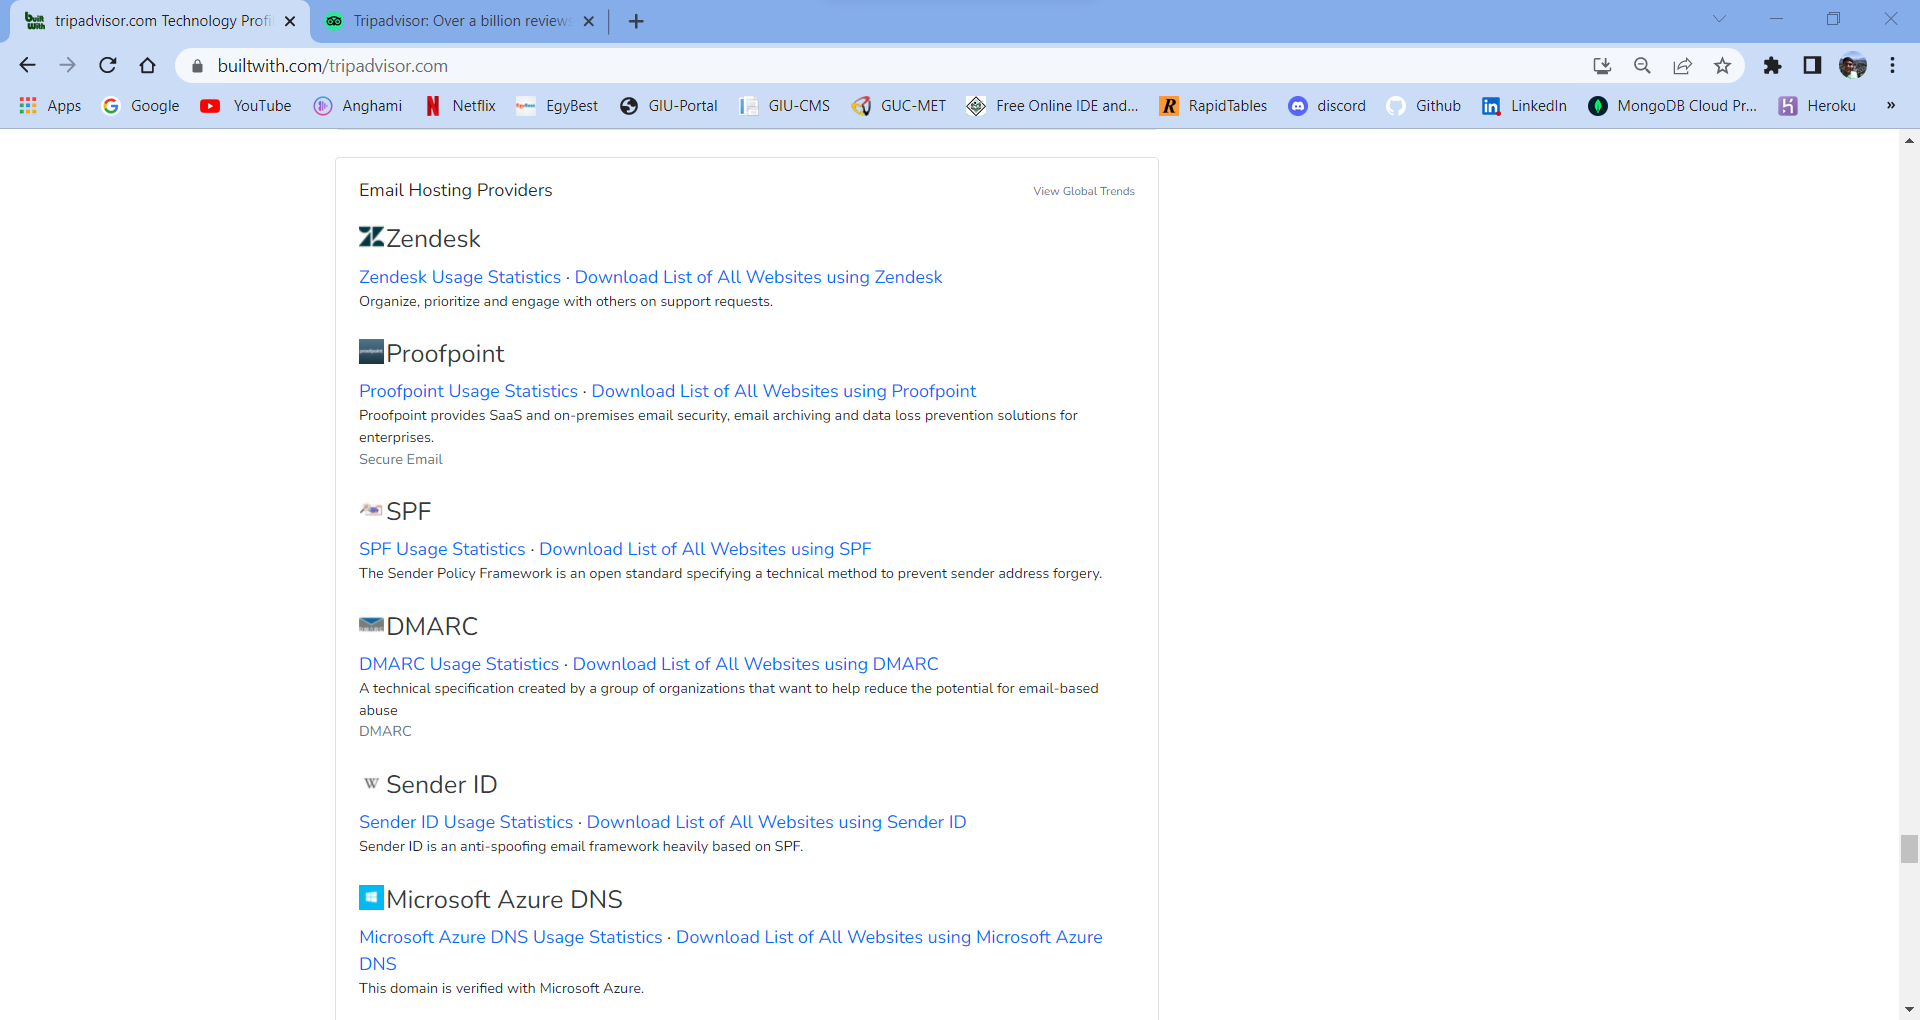 tripadvisor.com Technology Profi
Tripadvisor: Over a billion reviews
builtwith.com/tripadvisor.com
Apps Google YouTube Anghami Netflix EgyBest GIU-Portal GIU-CMS GUC-MET Free Online IDE and... RapidTables discord Github LinkedIn MongoDB Cloud Pr... Heroku »
Email Hosting Providers
View Global Trends
Zendesk
Zendesk Usage Statistics · Download List of All Websites using Zendesk
Organize, prioritize and engage with others on support requests.
Proofpoint
Proofpoint Usage Statistics · Download List of All Websites using Proofpoint
Proofpoint provides SaaS and on-premises email security, email archiving and data loss prevention solutions for
enterprises.
Secure Email
SPF
SPF Usage Statistics · Download List of All Websites using SPF
The Sender Policy Framework is an open standard specifying a technical method to prevent sender address forgery.
DMARC
DMARC Usage Statistics · Download List of All Websites using DMARC
A technical specification created by a group of organizations that want to help reduce the potential for email-based
abuse
DMARC
Sender ID
Sender ID Usage Statistics · Download List of All Websites using Sender ID
Sender ID is an anti-spoofing email framework heavily based on SPF.
Microsoft Azure DNS
Microsoft Azure DNS Usage Statistics · Download List of All Websites using Microsoft Azure
DNS
This domain is verified with Microsoft Azure.